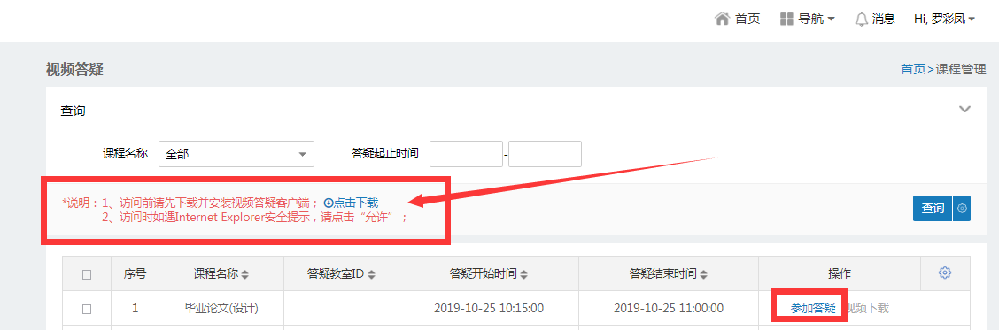 首页 导航 消息 Hi, 罗彩凤
视频答疑 首页>课程管理
查询
课程名称 全部 答疑起止时间 -
*说明：1、访问前请先下载并安装视频答疑客户端； 点击下载
2、访问时如遇Internet Explorer安全提示，请点击“允许”；
查询
序号 课程名称 答疑教室ID 答疑开始时间 答疑结束时间 操作
1 毕业论文(设计) 2019-10-25 10:15:00 2019-10-25 11:00:00 参加答疑 视频下载